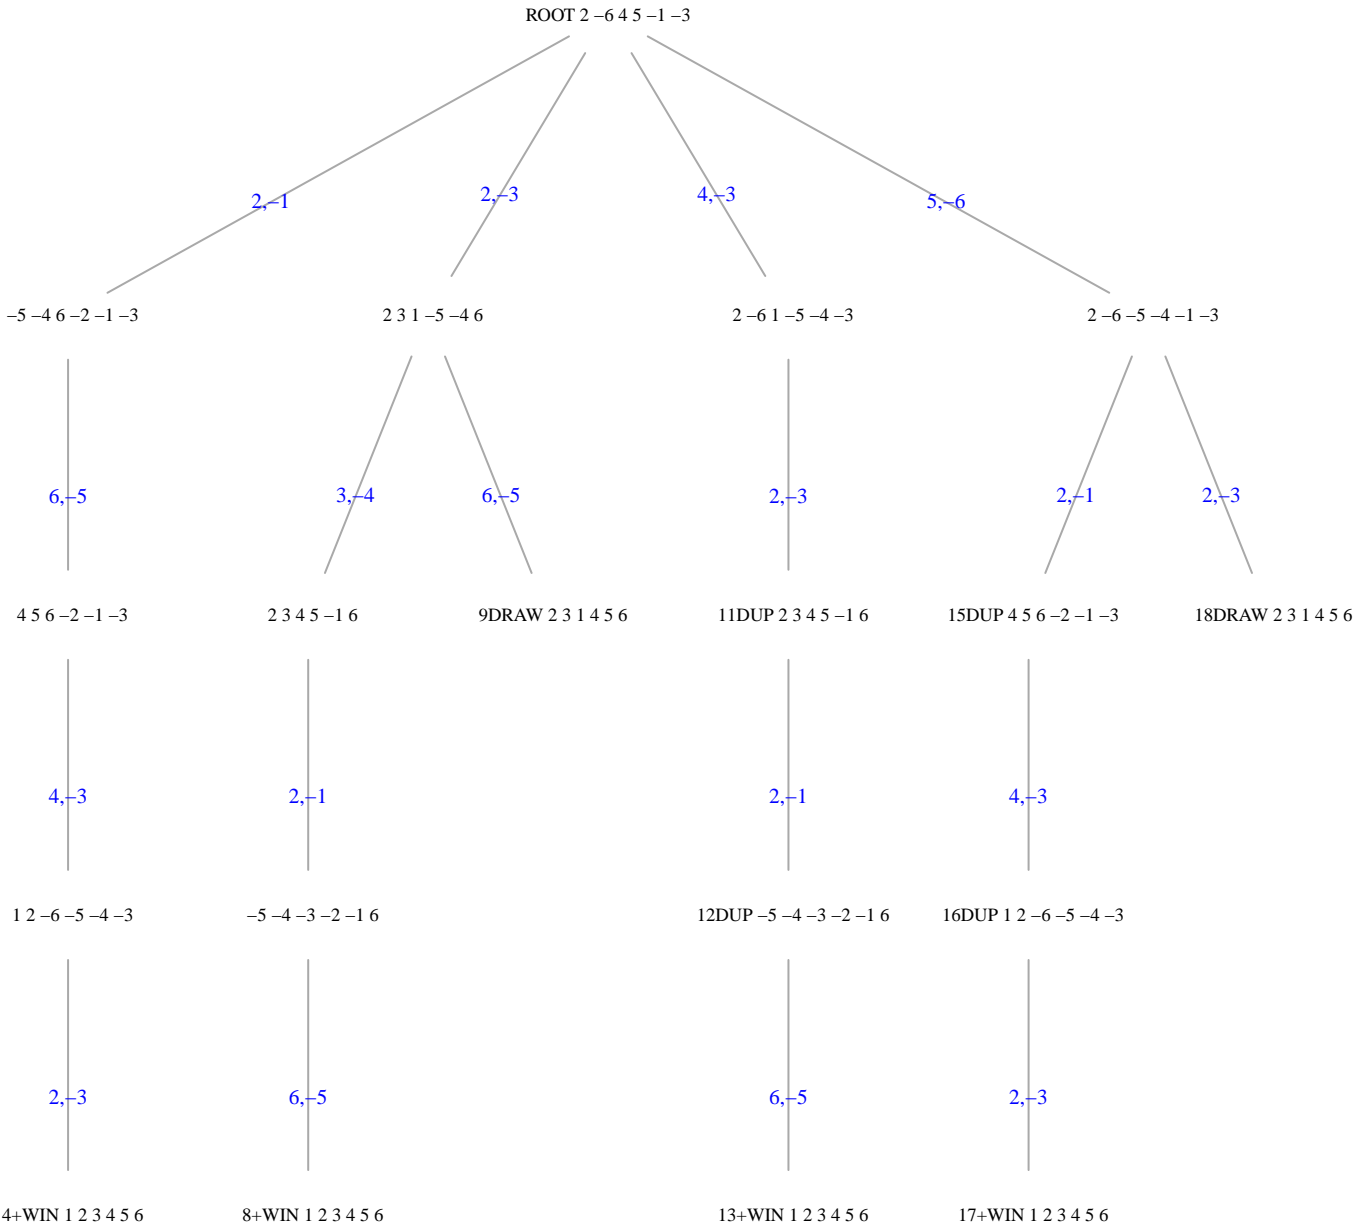 ROOT 2 –6 4 5 –1 –3
2,–1
2,–3
4,–3
5,–6
–5 –4 6 –2 –1 –3
2 3 1 –5 –4 6
2 –6 1 –5 –4 –3
2 –6 –5 –4 –1 –3
6,–5
3,–4
6,–5
2,–3
2,–1
2,–3
4 5 6 –2 –1 –3
2 3 4 5 –1 6
9DRAW 2 3 1 4 5 6
11DUP 2 3 4 5 –1 6
15DUP 4 5 6 –2 –1 –3
18DRAW 2 3 1 4 5 6
4,–3
2,–1
2,–1
4,–3
1 2 –6 –5 –4 –3
–5 –4 –3 –2 –1 6
12DUP –5 –4 –3 –2 –1 6
16DUP 1 2 –6 –5 –4 –3
2,–3
6,–5
6,–5
2,–3
4+WIN 1 2 3 4 5 6
8+WIN 1 2 3 4 5 6
13+WIN 1 2 3 4 5 6
17+WIN 1 2 3 4 5 6